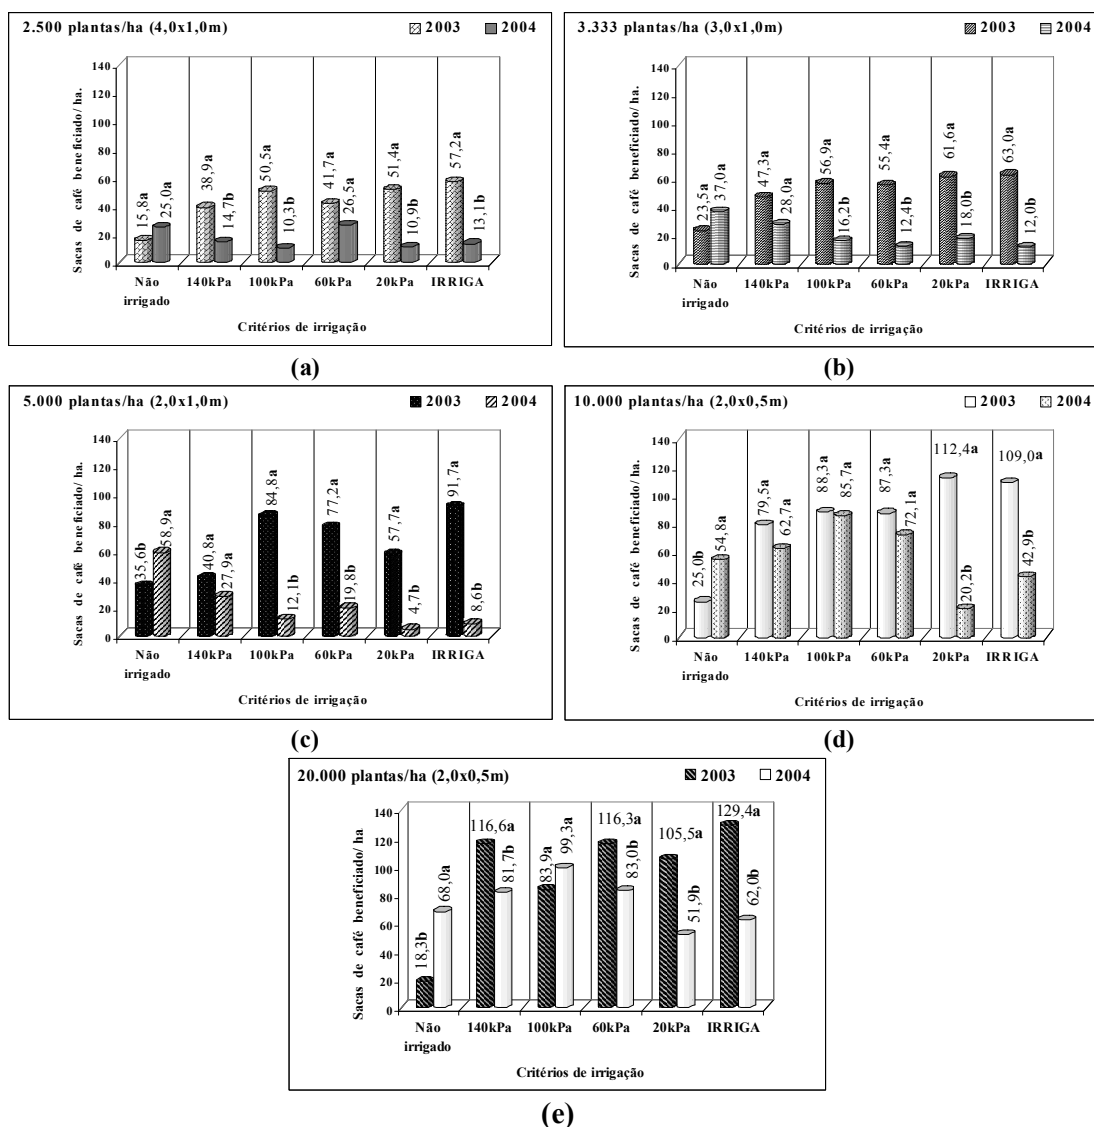 2.500 plantas/ha (4,0x1,0m) 2003 2004
Sacas de café beneficiado/ ha.
140
120
100
80
60
40
20
0
15,8a 25,0a 38,9a 14,7b 50,5a 10,3b 41,7a 26,5a 51,4a 10,9b 57,2a 13,1b
Não irrigado 140kPa 100kPa 60kPa 20kPa IRRIGA
Critérios de irrigação
(a)
3.333 plantas/ha (3,0x1,0m) 2003 2004
Sacas de café beneficiado/ ha.
140
120
100
80
60
40
20
0
23,5a 37,0a 47,3a 28,0a 56,9a 16,2b 55,4a 12,4b 61,6a 18,0b 63,0a 12,0b
Não irrigado 140kPa 100kPa 60kPa 20kPa IRRIGA
Critérios de irrigação
(b)
5.000 plantas/ha (2,0x1,0m) 2003 2004
Sacas de café beneficiado/ ha.
140
120
100
80
60
40
20
0
35,6b 58,9a 40,8a 27,9a 84,8a 12,1b 77,2a 19,8b 57,7a 4,7b 91,7a 8,6b
Não irrigado 140kPa 100kPa 60kPa 20kPa IRRIGA
Critérios de irrigação
(c)
10.000 plantas/ha (2,0x0,5m) 2003 2004
Sacas de café beneficiado/ ha.
140
120
100
80
60
40
20
0
25,0b 54,8a 79,5a 62,7a 88,3a 85,7a 87,3a 72,1a 112,4a 20,2b 109,0a 42,9b
Não irrigado 140kPa 100kPa 60kPa 20kPa IRRIGA
Critérios de irrigação
(d)
20.000 plantas/ha (2,0x0,5m) 2003 2004
Sacas de café beneficiado/ ha
140
120
100
80
60
40
20
0
18,3b 68,0a 116,6a 81,7b 83,9a 99,3a 116,3a 83,0b 105,5a 51,9b 129,4a 62,0b
Não irrigado 140kPa 100kPa 60kPa 20kPa IRRIGA
Critérios de irrigação
(e)